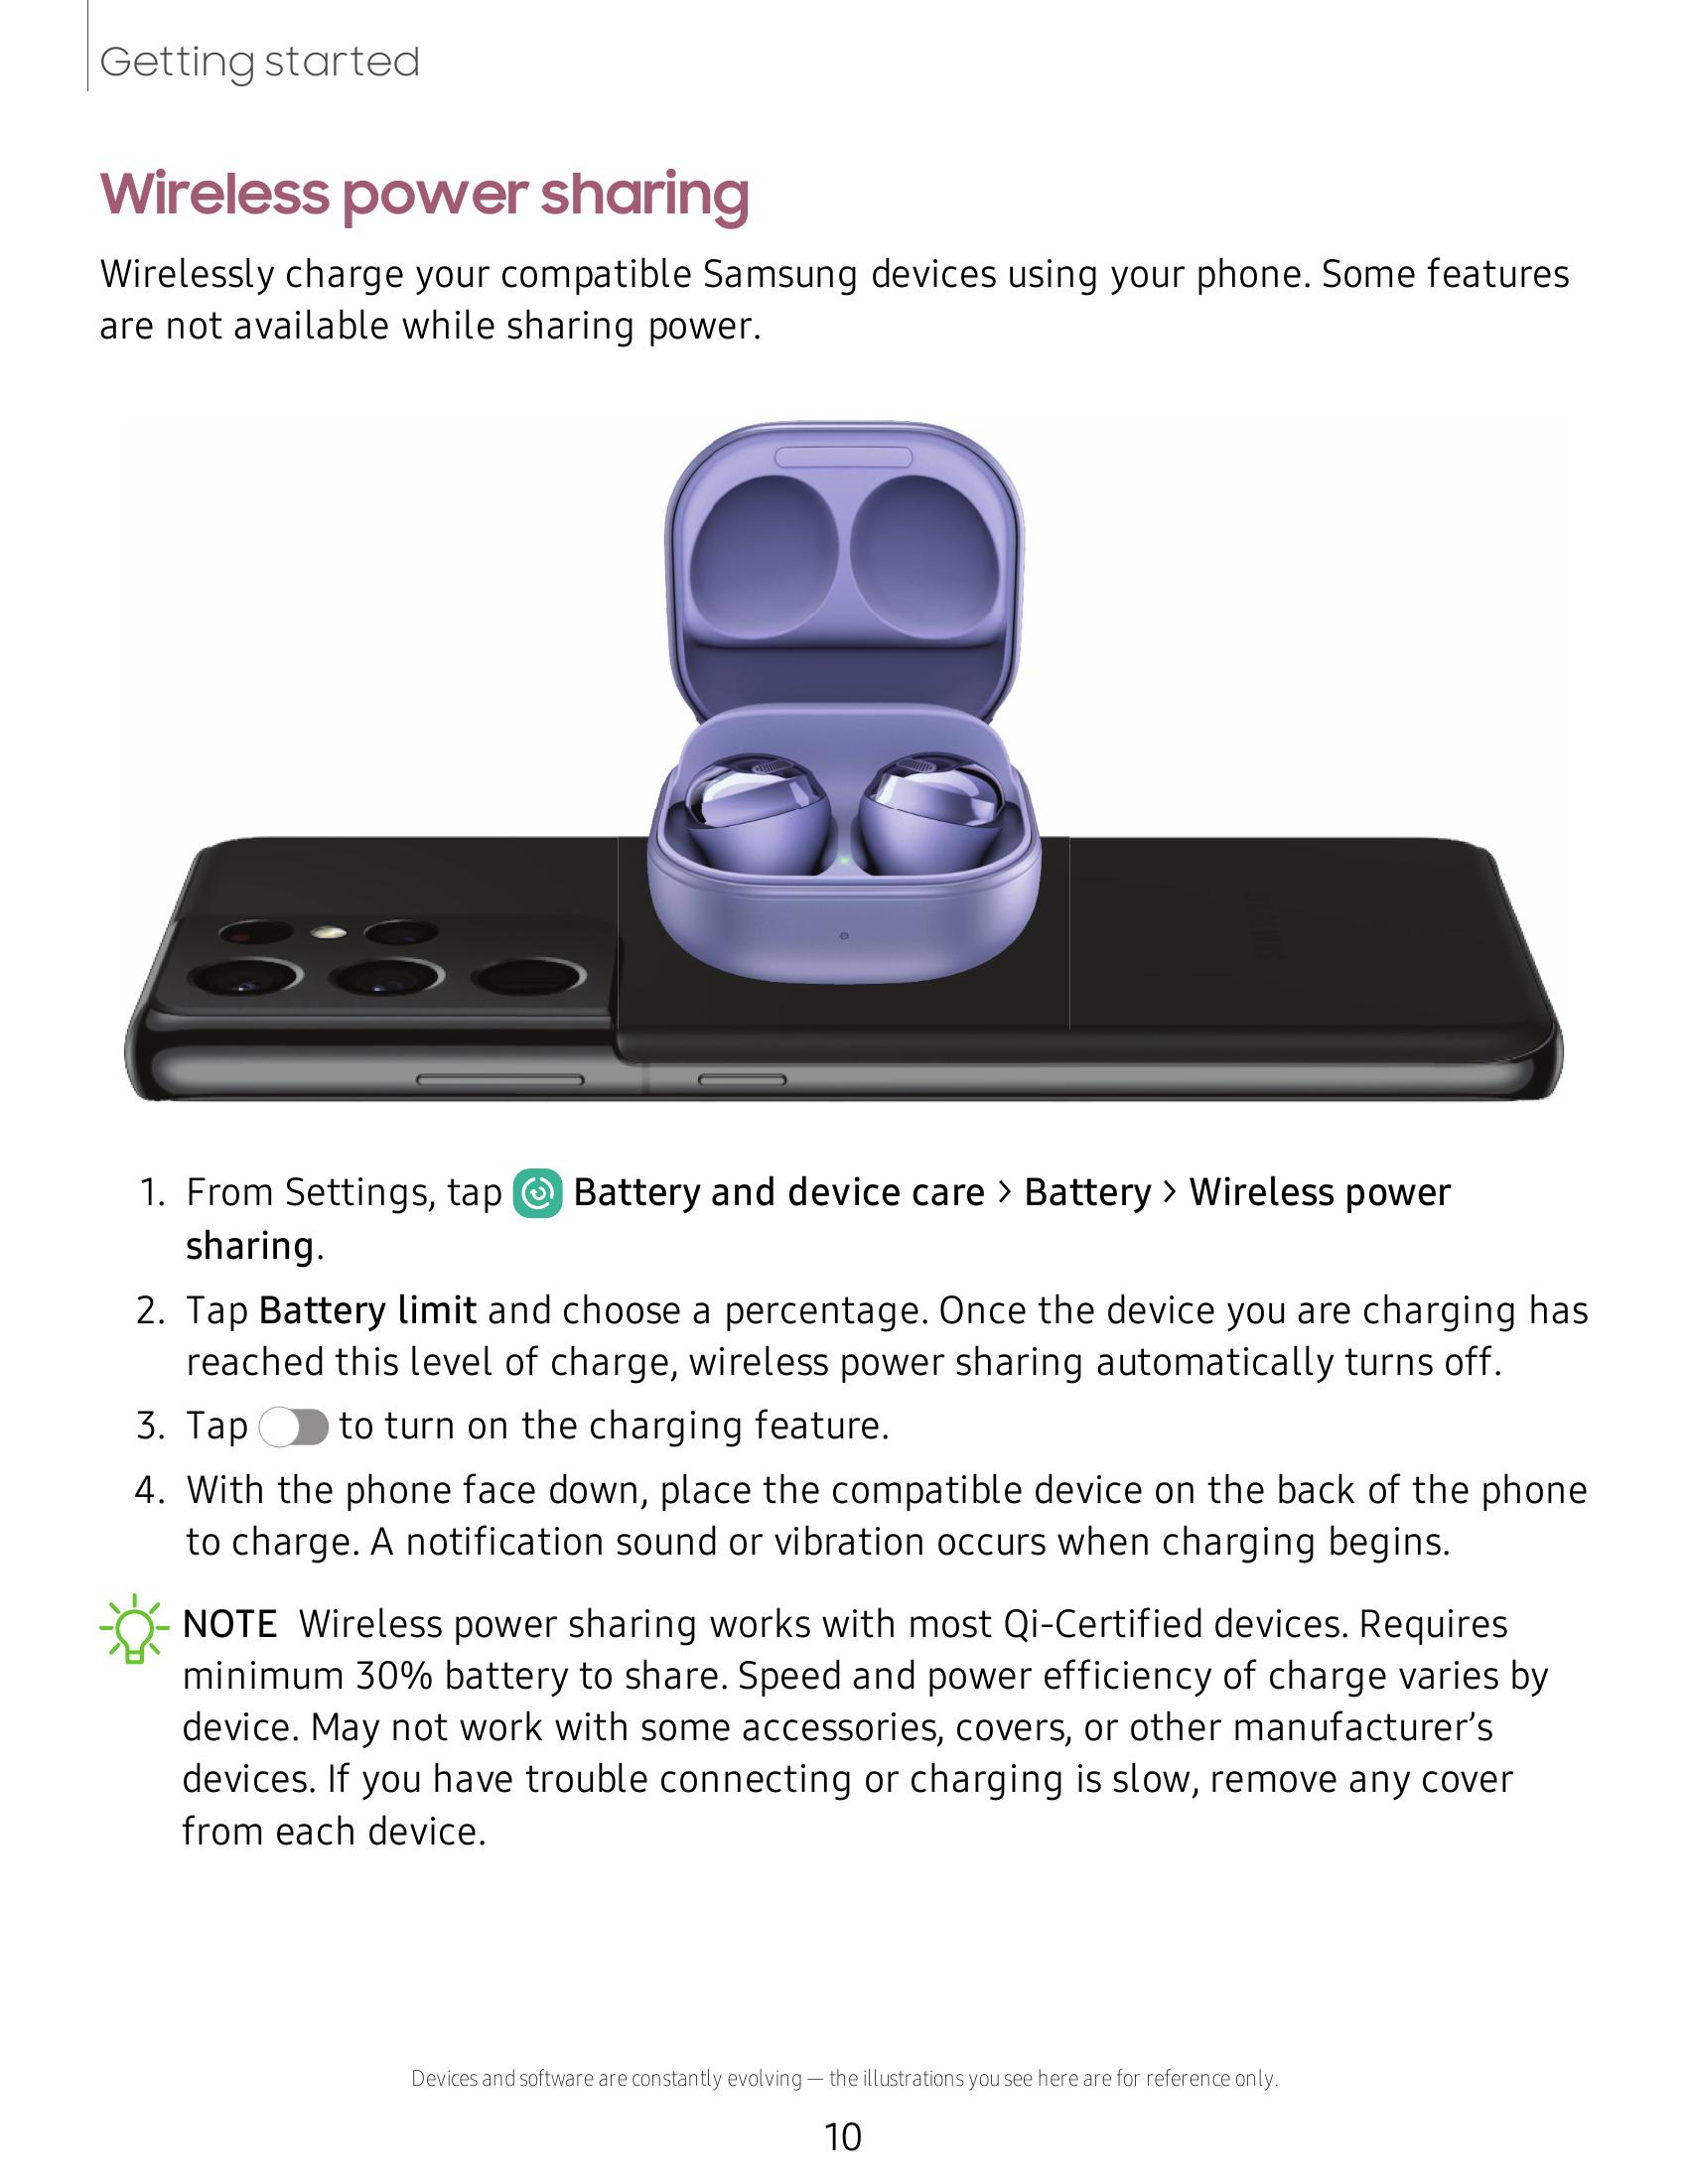 Getting started
Wireless power sharing
Wirelessly charge your compatible Samsung devices using your phone. Some features
are not available while sharing power.
1. From Settings, tap Battery and device care > Battery > Wireless power
sharing.
2. Tap Battery limit and choose a percentage. Once the device you are charging has
reached this level of charge, wireless power sharing automatically turns off.
3. Tap to turn on the charging feature.
4. With the phone face down, place the compatible device on the back of the phone
to charge. A notification sound or vibration occurs when charging begins.
NOTE Wireless power sharing works with most Qi-Certified devices. Requires
minimum 30% battery to share. Speed and power efficiency of charge varies by
device. May not work with some accessories, covers, or other manufacturer’s
devices. If you have trouble connecting or charging is slow, remove any cover
from each device.
Devices and software are constantly evolving — the illustrations you see here are for reference only.
10